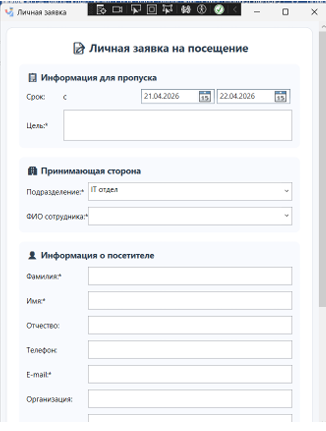 Личная заявка
Личная заявка на посещение
Информация для пропуска
Срок: с 21.04.2026 15 22.04.2026 15
Цель:*
Принимающая сторона
Подразделение:* IT отдел
ФИО сотрудника:*
Информация о посетителе
Фамилия:*
Имя:*
Отчество:
Телефон:
E-mail:*
Организация: